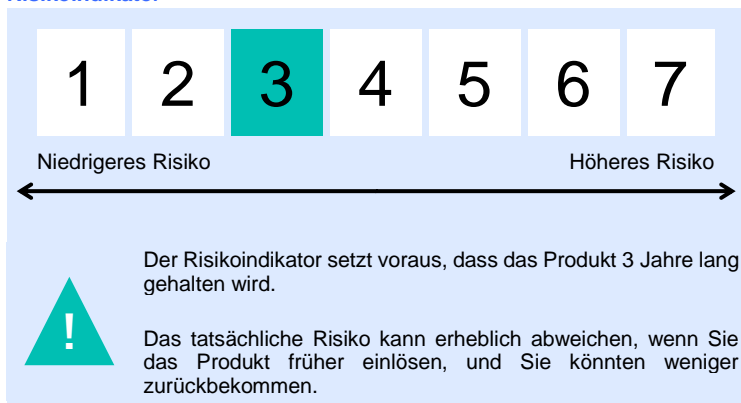 Risikoindikator
1 2 3 4 5 6 7
Niedrigeres Risiko Höheres Risiko
Der Risikoindikator setzt voraus, dass das Produkt 3 Jahre lang
gehalten wird.
!
Das tatsächliche Risiko kann erheblich abweichen, wenn Sie
das Produkt früher einlösen, und Sie könnten weniger
zurückbekommen.